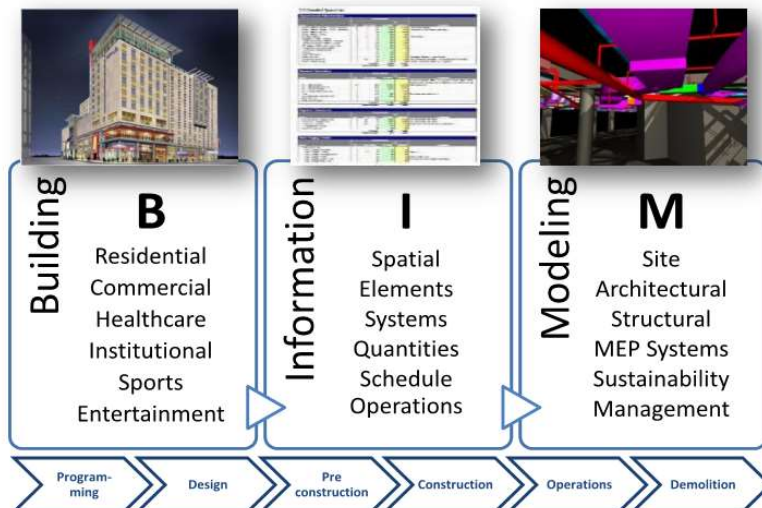 Building
B
Residential
Commercial
Healthcare
Institutional
Sports
Entertainment
Information
I
Spatial
Elements
Systems
Quantities
Schedule
Operations
Modeling
M
Site
Architectural
Structural
MEP Systems
Sustainability
Management
Program-
ming
Design
Pre
construction
Construction
Operations
Demolition